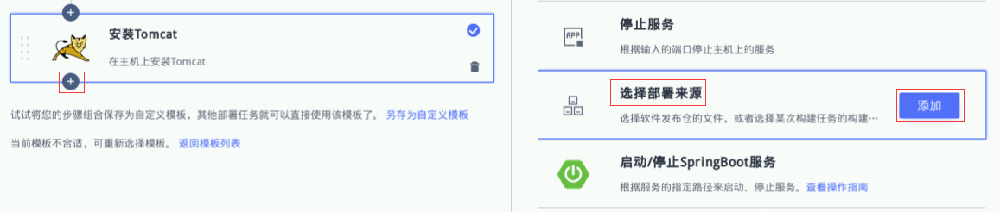 安装Tomcat
在主机上安装Tomcat
试试将您的步骤组合保存为自定义模板，其他部署任务就可以直接使用该模板了。 另存为自定义模板
当前模板不合适，可重新选择模板。 返回模板列表
APP
停止服务
根据输入的端口停止主机上的服务
选择部署来源
选择软件发布仓的文件，或者选择某次构建任务的构建…
添加
启动/停止SpringBoot服务
根据服务的指定路径来启动、停止服务。查看操作指南